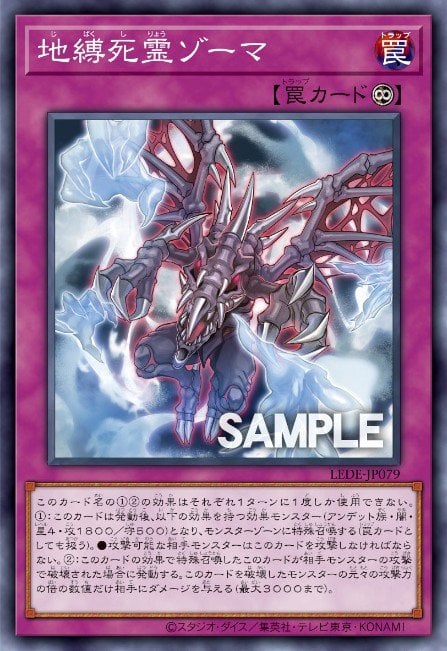 地縛死霊ゾーマ
罠
【罠カード】
SAMPLE
LEDE-JP079
このカード名の①②の効果はそれぞれ1ターンに1度しか使用できない。
①:このカードは発動後、以下の効果を持つ効果モンスター(アンデット族・闇・
星4・攻1800/守500)となり、モンスターゾーンに特殊召喚する(罠カードと
しても扱う)。●攻撃可能な相手モンスターはこのカードを攻撃しなければなら
ない。②:このカードの効果で特殊召喚したこのカードが相手モンスターの攻撃
で破壊された場合に発動する。このカードを破壊したモンスターの元々の攻撃力
の倍の数値だけ相手にダメージを与える(最大3000まで)。
©スタジオ・ダイス/集英社・テレビ東京・KONAMI